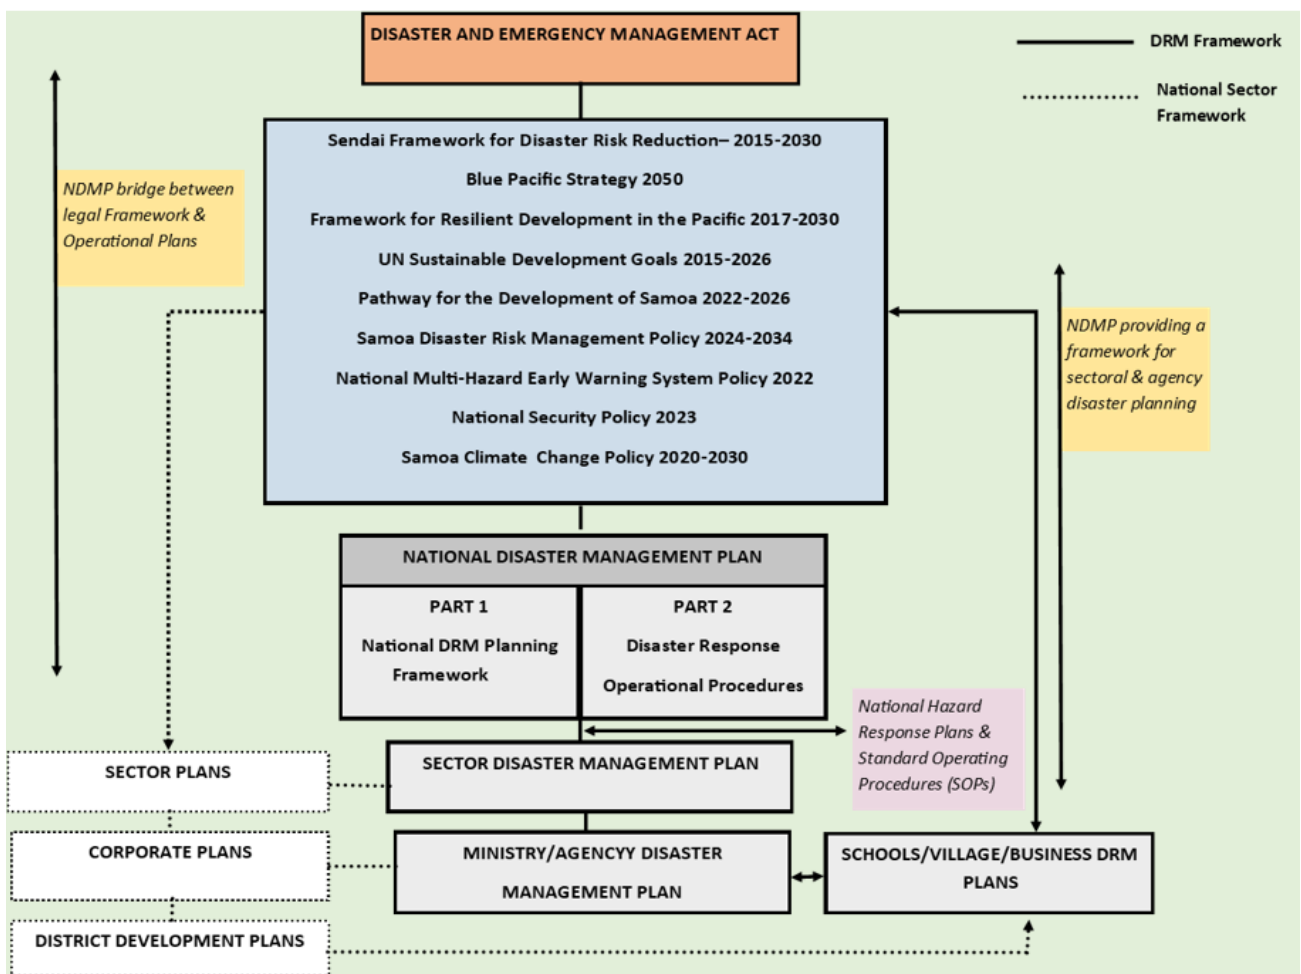 DISASTER AND EMERGENCY MANAGEMENT ACT
DRM Framework
National Sector
Framework
Sendai Framework for Disaster Risk Reduction– 2015-2030
Blue Pacific Strategy 2050
Framework for Resilient Development in the Pacific 2017-2030
UN Sustainable Development Goals 2015-2026
Pathway for the Development of Samoa 2022-2026
Samoa Disaster Risk Management Policy 2024-2034
National Multi-Hazard Early Warning System Policy 2022
National Security Policy 2023
Samoa Climate Change Policy 2020-2030
NDMP bridge between
legal Framework &
Operational Plans
NDMP providing a
framework for
sectoral & agency
disaster planning
NATIONAL DISASTER MANAGEMENT PLAN
PART 1
National DRM Planning
Framework
PART 2
Disaster Response
Operational Procedures
National Hazard
Response Plans &
Standard Operating
Procedures (SOPs)
SECTOR PLANS
SECTOR DISASTER MANAGEMENT PLAN
CORPORATE PLANS
MINISTRY/AGENCYY DISASTER
MANAGEMENT PLAN
SCHOOLS/VILLAGE/BUSINESS DRM
PLANS
DISTRICT DEVELOPMENT PLANS